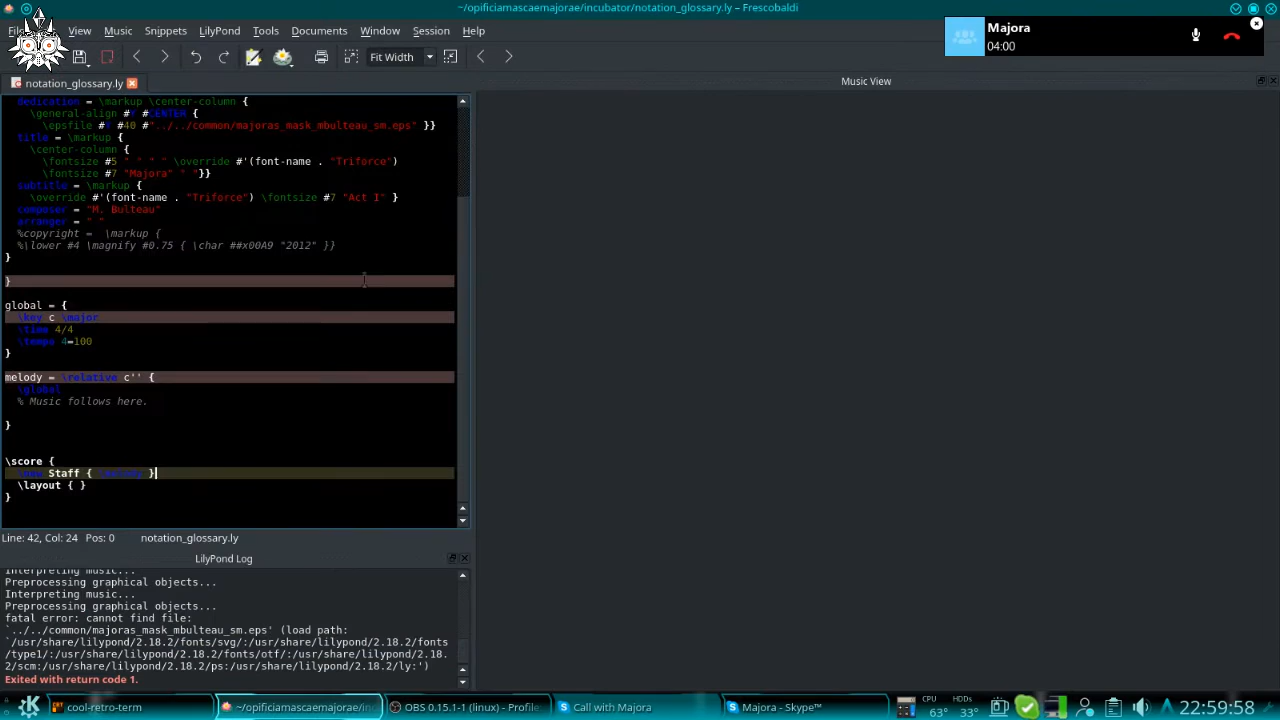 ~/opificiamascaemajorae/incubator/notation_glossary.ly – Frescobaldi
View Music Snippets LilyPond Tools Documents Window Session Help
Majora
04:00
Fit Width
notation_glossary.ly
Music View
dedication = \markup \center-column {
\general-align # #CENTER {
\epsfile # #40 #"../../common/majoras_mask_mbulteau_sm.eps" }}
title = \markup {
\center-column {
\fontsize #5 " " " " \override #'(font-name . "Triforce")
\fontsize #7 "Majora" " "}}
subtitle = \markup {
\override #'(font-name . "Triforce") \fontsize #7 "Act I" }
composer = "M. Bulteau"
arranger = " "
%copyright =  \markup {
%\lower #4 \magnify #0.75 { \char ##x00A9 "2012" }}
}
}
global = {
\key c \major
\time 4/4
\tempo 4=100
}
melody = \relative c'' {
\global
% Music follows here.
}
\score {
\new Staff { \melody }
\layout { }
}
Line: 42, Col: 24 Pos: 0 notation_glossary.ly
LilyPond Log
Interpreting music...
Preprocessing graphical objects...
Interpreting music...
Preprocessing graphical objects...
fatal error: cannot find file:
`../../common/majoras_mask_mbulteau_sm.eps' (load path:
`/usr/share/lilypond/2.18.2/fonts/svg/:/usr/share/lilypond/2.18.2/fonts
/type1/:/usr/share/lilypond/2.18.2/fonts/otf/:/usr/share/lilypond/2.18.
2/scm:/usr/share/lilypond/2.18.2/ps:/usr/share/lilypond/2.18.2/ly:')
Exited with return code 1.
cool-retro-term
~/opificiamascaemajorae/inc
OBS 0.15.1-1 (linux) - Profile:
Call with Majora
Majora - Skype™
CPU HDDs
63° 33°
22:59:58